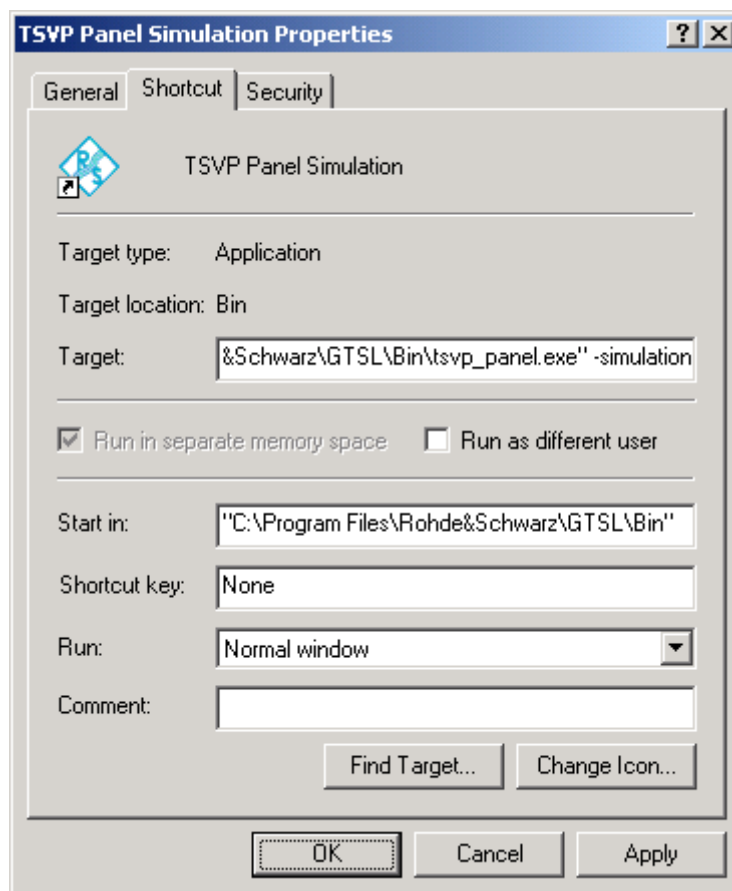 TSVP Panel Simulation Properties
General Shortcut Security
R S
TSVP Panel Simulation
Target type: Application
Target location: Bin
Target: &Schwarz\GTSL\Bin\tsvp_panel.exe" -simulation
Run in separate memory space Run as different user
Start in: "C:\Program Files\Rohde&Schwarz\GTSL\Bin"
Shortcut key: None
Run: Normal window
Comment:
Find Target... Change Icon...
OK Cancel Apply